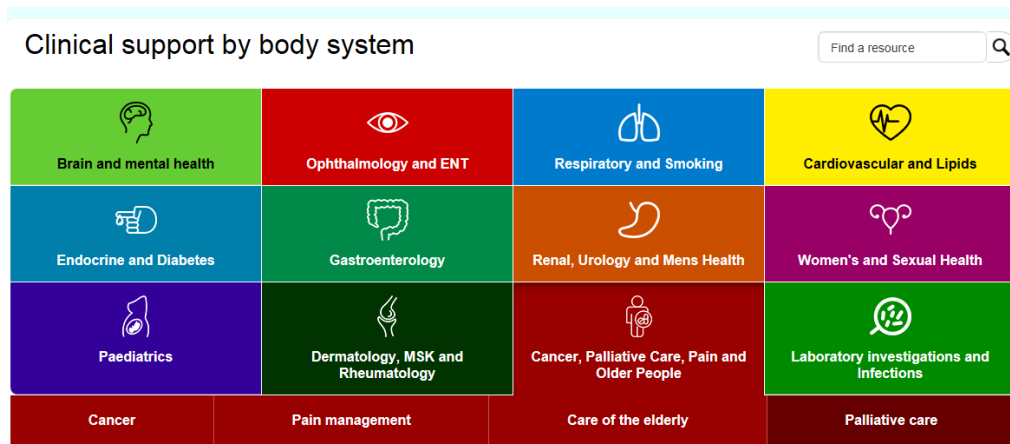 Clinical support by body system
Find a resource
Brain and mental health
Ophthalmology and ENT
Respiratory and Smoking
Cardiovascular and Lipids
Endocrine and Diabetes
Gastroenterology
Renal, Urology and Mens Health
Women's and Sexual Health
Paediatrics
Dermatology, MSK and
Rheumatology
Cancer, Palliative Care, Pain and
Older People
Laboratory investigations and
Infections
Cancer
Pain management
Care of the elderly
Palliative care